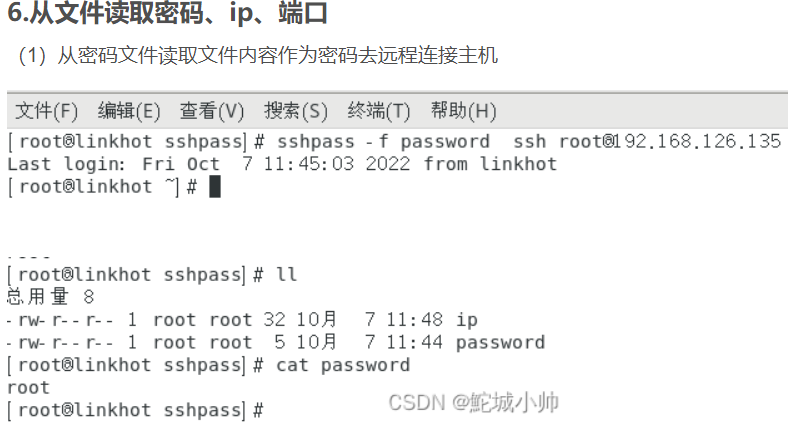 6.从文件读取密码、ip、端口
（1）从密码文件读取文件内容作为密码去远程连接主机
文件(F) 编辑(E) 查看(V) 搜索(S) 终端(T) 帮助(H)
[root@linkhot sshpass]# sshpass -f password  ssh root@192.168.126.135
Last login: Fri Oct  7 11:45:03 2022 from linkhot
[root@linkhot ~]#
[root@linkhot sshpass]# ll
总用量 8
-rw-r--r-- 1 root root 32 10月  7 11:48 ip
-rw-r--r-- 1 root root  5 10月  7 11:44 password
[root@linkhot sshpass]# cat password
root
[root@linkhot sshpass]#
CSDN @鮀城小帅